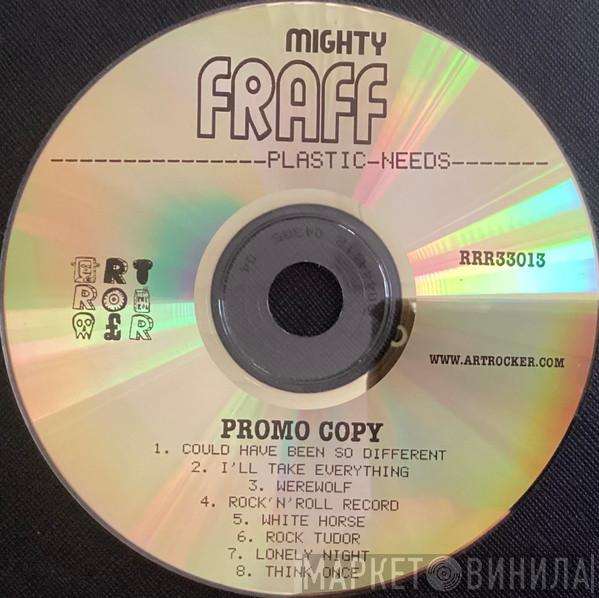 MIGHTY
FRAFF
----------------PLASTIC-NEEDS-------
RRR33013
ART
ROC
K£R
WWW.ARTROCKER.COM
PROMO COPY
1. COULD HAVE BEEN SO DIFFERENT
2. I'LL TAKE EVERYTHING
3. WEREWOLF
4. ROCK'N'ROLL RECORD
5. WHITE HORSE
6. ROCK TUDOR
7. LONELY NIGHT
8. THINK ONCE
МАРКЕТ ВИНИЛА